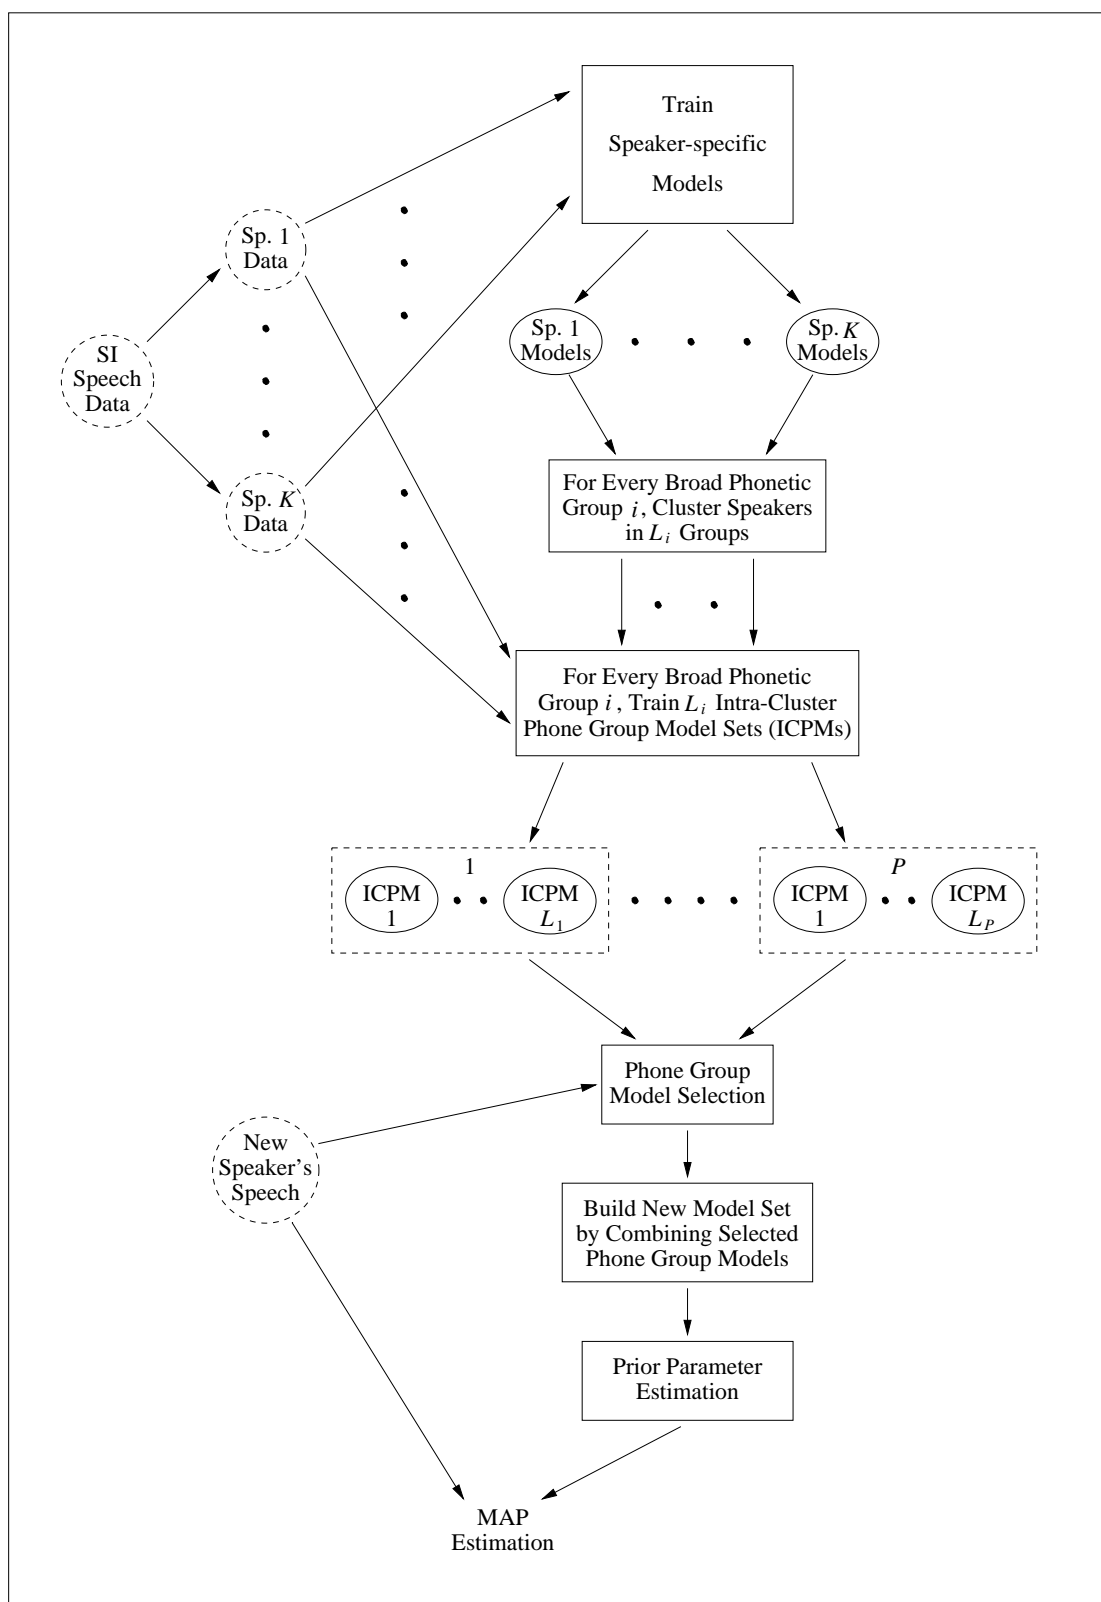 Train
Speaker-specific
Models
Sp. 1
Data
SI
Speech
Data
Sp. K
Data
Sp. 1
Models
Sp. K
Models
For Every Broad Phonetic
Group i, Cluster Speakers
in L_i Groups
For Every Broad Phonetic
Group i, Train L_i Intra-Cluster
Phone Group Model Sets (ICPMs)
1
ICPM
1
ICPM
L_1
P
ICPM
1
ICPM
L_P
Phone Group
Model Selection
New
Speaker's
Speech
Build New Model Set
by Combining Selected
Phone Group Models
Prior Parameter
Estimation
MAP
Estimation